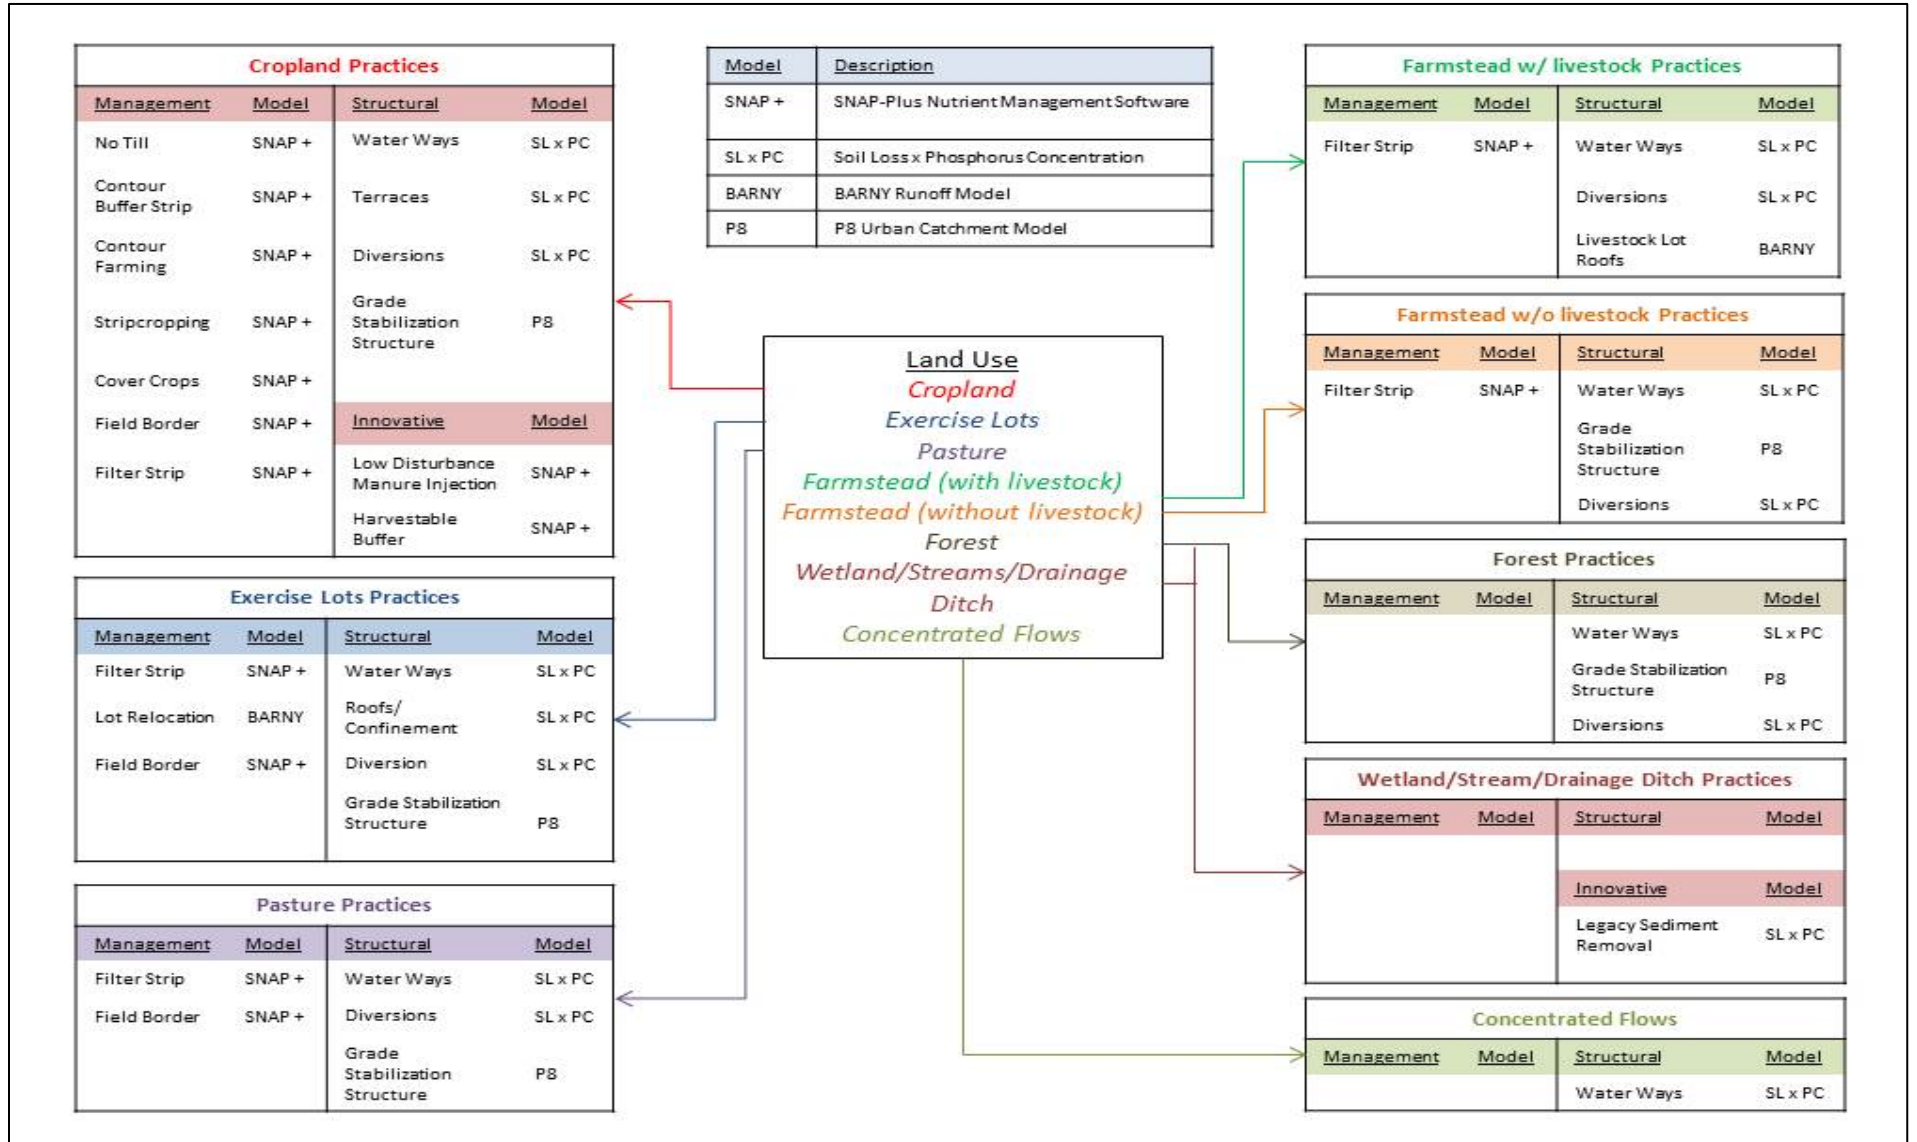 Cropland Practices
Management Model Structural Model
No Till SNAP + Water Ways SL x PC
Contour
Buffer Strip SNAP + Terraces SL x PC
Contour
Farming SNAP + Diversions SL x PC
Stripcropping SNAP + Grade
Stabilization
Structure P8
Cover Crops SNAP +
Field Border SNAP + Innovative Model
Filter Strip SNAP + Low Disturbance
Manure Injection SNAP +
Harvestable
Buffer SNAP +
Exercise Lots Practices
Management Model Structural Model
Filter Strip SNAP + Water Ways SL x PC
Lot Relocation BARNY Roofs/
Confinement SL x PC
Field Border SNAP + Diversion SL x PC
Grade Stabilization
Structure P8
Pasture Practices
Management Model Structural Model
Filter Strip SNAP + Water Ways SL x PC
Field Border SNAP + Diversions SL x PC
Grade
Stabilization
Structure P8
Model Description
SNAP + SNAP-Plus Nutrient Management Software
SL x PC Soil Loss x Phosphorus Concentration
BARNY BARNY Runoff Model
P8 P8 Urban Catchment Model
Land Use
Cropland
Exercise Lots
Pasture
Farmstead (with livestock)
Farmstead (without livestock)
Forest
Wetland/Streams/Drainage
Ditch
Concentrated Flows
Farmstead w/ livestock Practices
Management Model Structural Model
Filter Strip SNAP + Water Ways SL x PC
Diversions SL x PC
Livestock Lot
Roofs BARNY
Farmstead w/o livestock Practices
Management Model Structural Model
Filter Strip SNAP + Water Ways SL x PC
Grade
Stabilization
Structure P8
Diversions SL x PC
Forest Practices
Management Model Structural Model
Water Ways SL x PC
Grade Stabilization
Structure P8
Diversions SL x PC
Wetland/Stream/Drainage Ditch Practices
Management Model Structural Model
Innovative Model
Legacy Sediment
Removal SL x PC
Concentrated Flows
Management Model Structural Model
Water Ways SL x PC